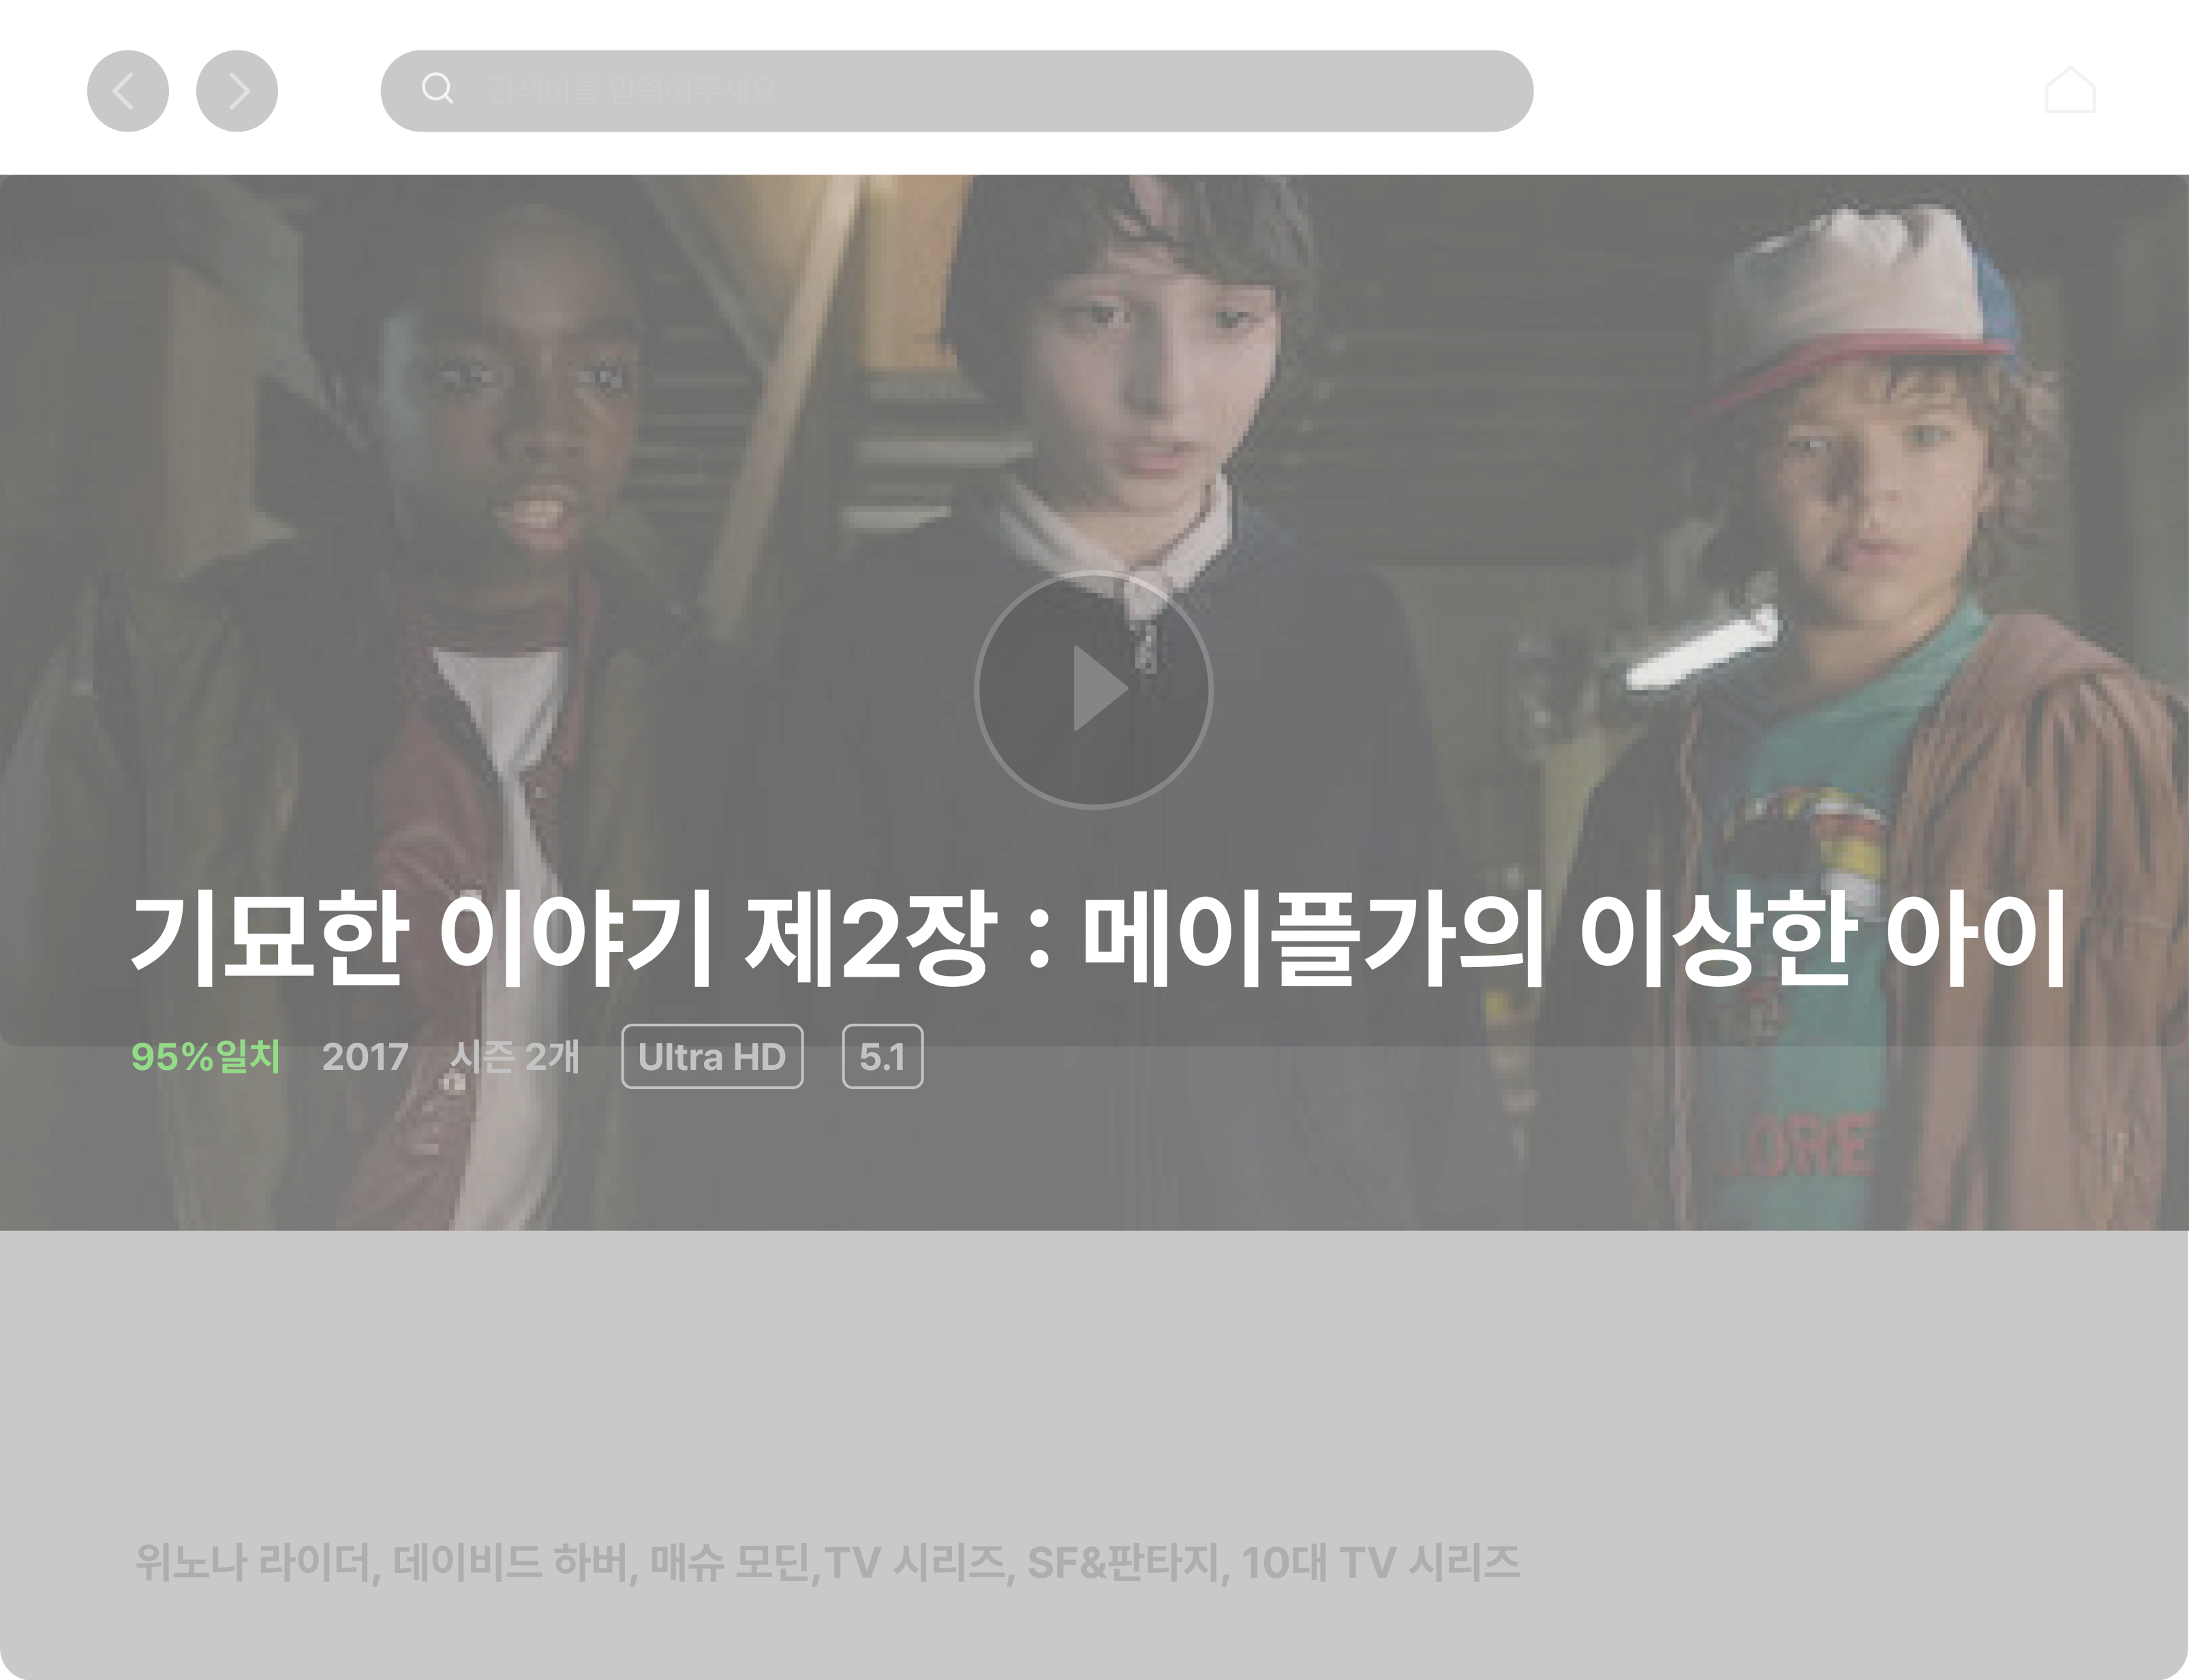 검색어를 입력해주세요
기묘한 이야기 제2장 : 메이플가의 이상한 아이
95%일치 2017 시즌 2개 Ultra HD 5.1
LORE
위노나 라이더, 데이비드 하버, 매슈 모딘,TV 시리즈, SF&판타지, 10대 TV 시리즈